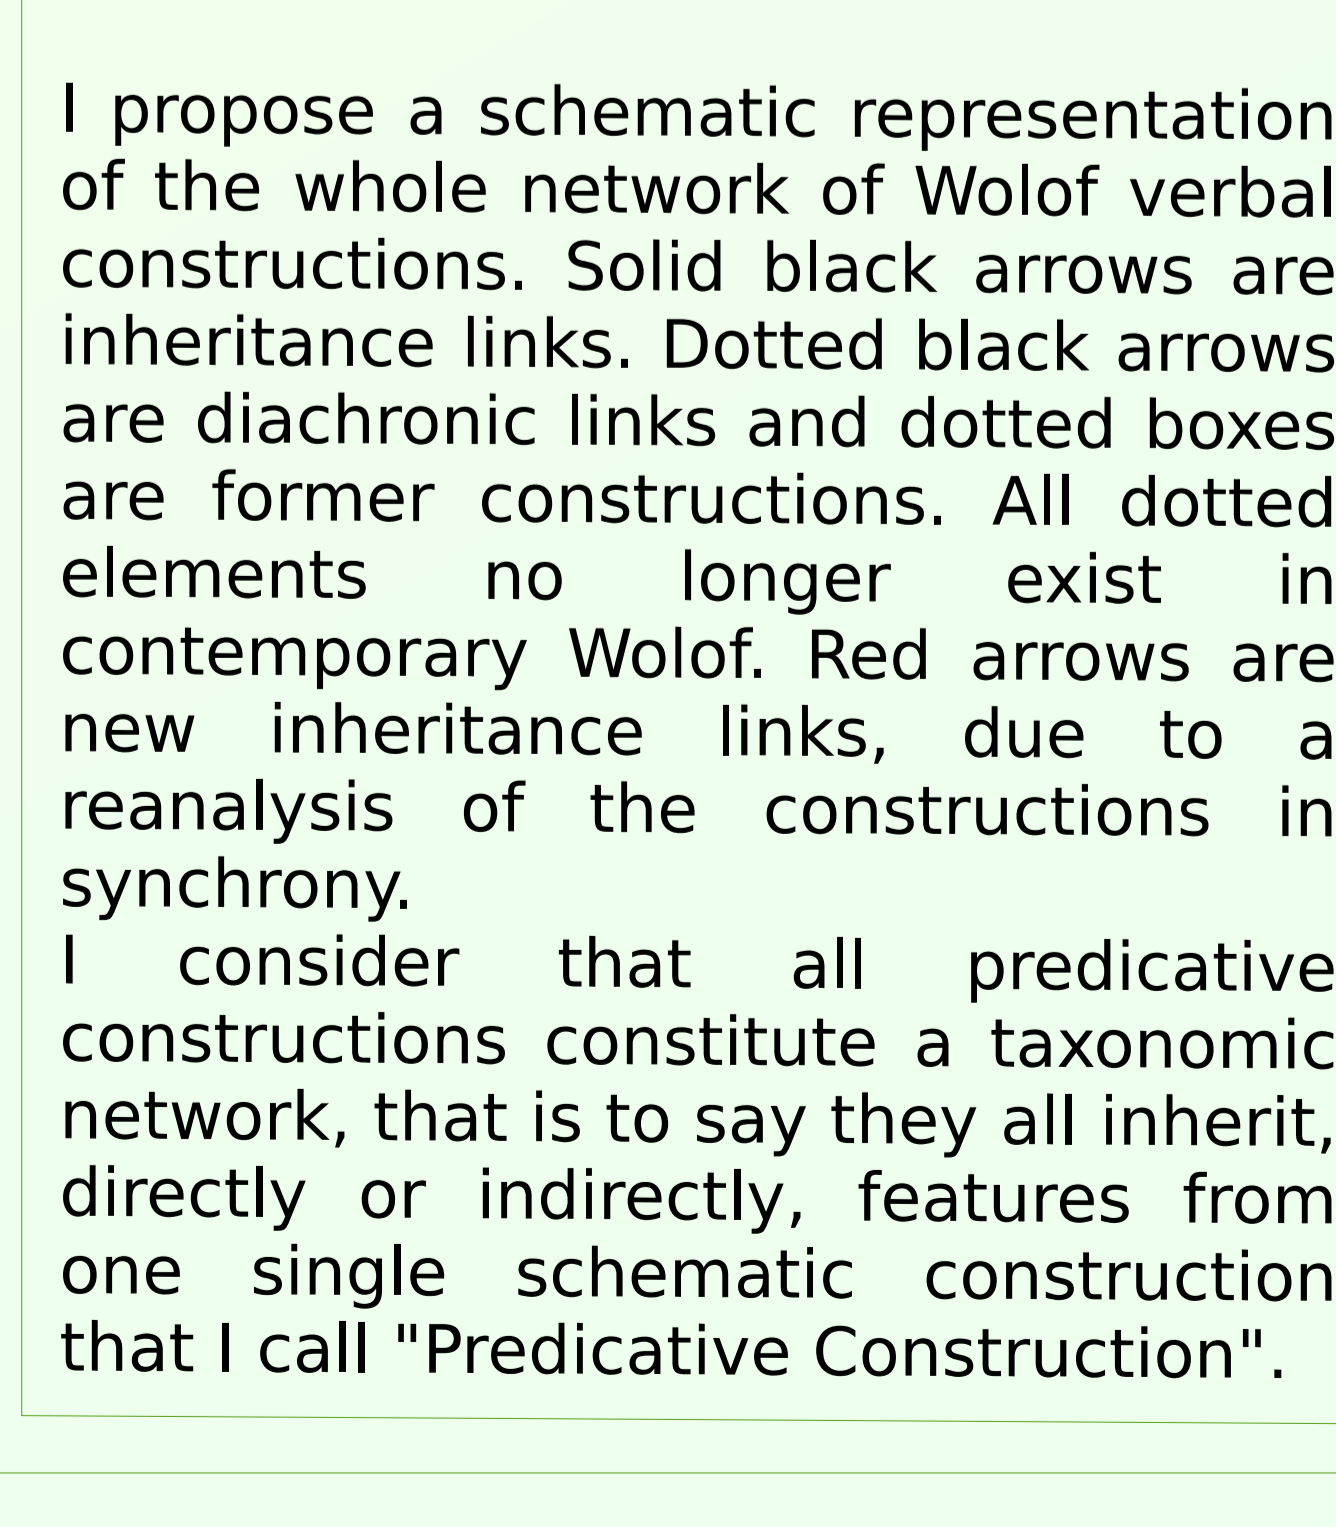 I propose a schematic representation
of the whole network of Wolof verbal
constructions. Solid black arrows are
inheritance links. Dotted black arrows
are diachronic links and dotted boxes
are former constructions. All dotted
elements no longer exist in
contemporary Wolof. Red arrows are
new inheritance links, due to a
reanalysis of the constructions in
synchrony.
I consider that all predicative
constructions constitute a taxonomic
network, that is to say they all inherit,
directly or indirectly, features from
one single schematic construction
that I call "Predicative Construction".